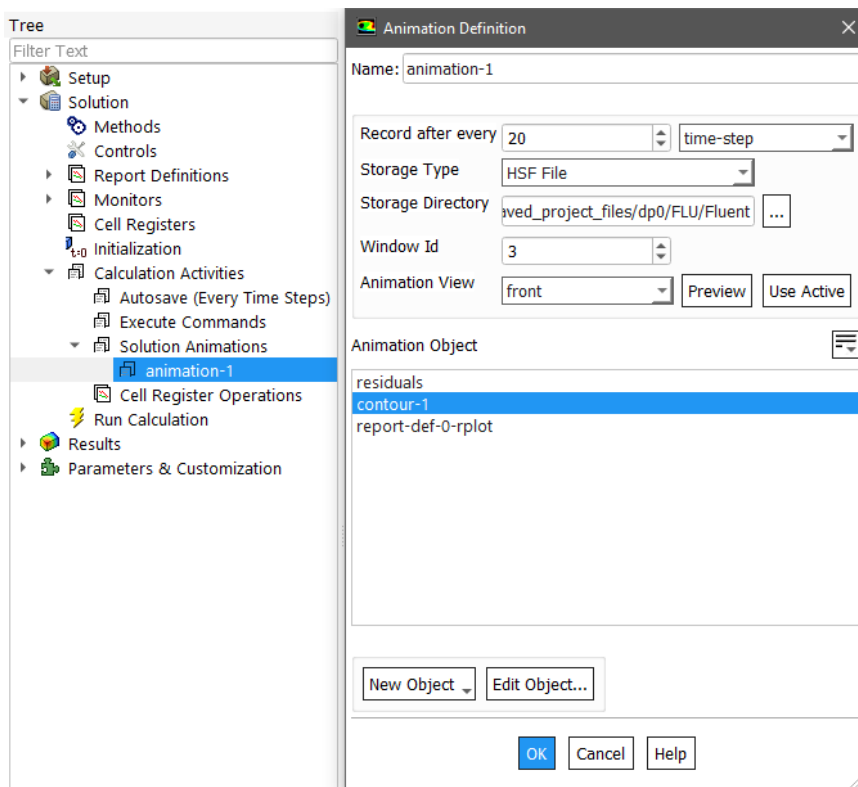 Tree
Filter Text
Setup
Solution
Methods
Controls
Report Definitions
Monitors
Cell Registers
t=0 Initialization
Calculation Activities
Autosave (Every Time Steps)
Execute Commands
Solution Animations
animation-1
Cell Register Operations
Run Calculation
Results
Parameters & Customization
Animation Definition
Name: animation-1
Record after every 20 time-step
Storage Type HSF File
Storage Directory aved_project_files/dp0/FLU/Fluent ...
Window Id 3
Animation View front Preview Use Active
Animation Object
residuals
contour-1
report-def-0-rplot
New Object Edit Object...
OK Cancel Help